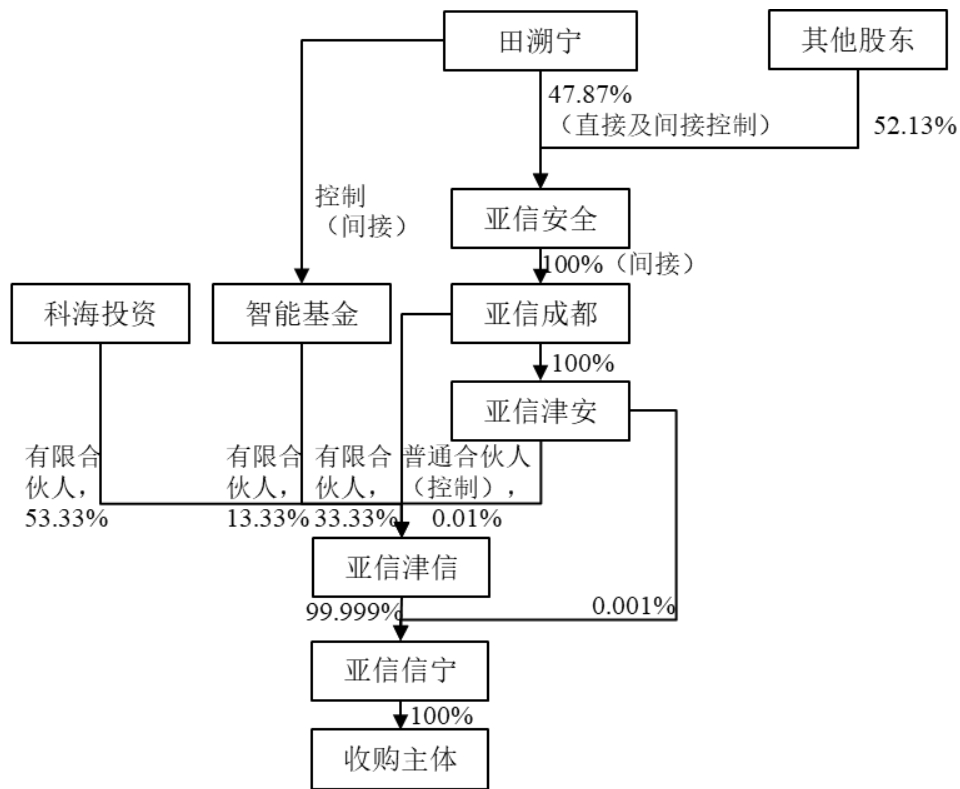 田溯宁
其他股东
47.87%
（直接及间接控制）
52.13%
控制
（间接）
亚信安全
100%（间接）
科海投资
智能基金
亚信成都
100%
亚信津安
有限合
伙人，
53.33%
有限合
伙人，
13.33%
有限合
伙人，
33.33%
普通合伙人
（控制），
0.01%
亚信津信
99.999%
0.001%
亚信信宁
100%
收购主体